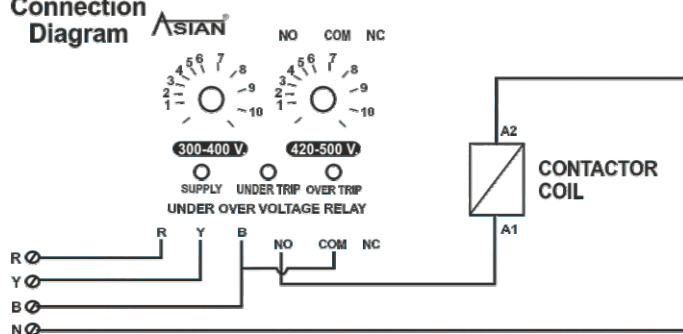 Connection
Diagram ASIAN®
NO COM NC
1 2 3 4 5 6 7 8 9 10
1 2 3 4 5 6 7 8 9 10
300-400 V. 420-500 V.
SUPPLY UNDER TRIP OVER TRIP
UNDER OVER VOLTAGE RELAY
R Y B NO COM NC
A2
CONTACTOR
COIL
A1
R
Y
B
N